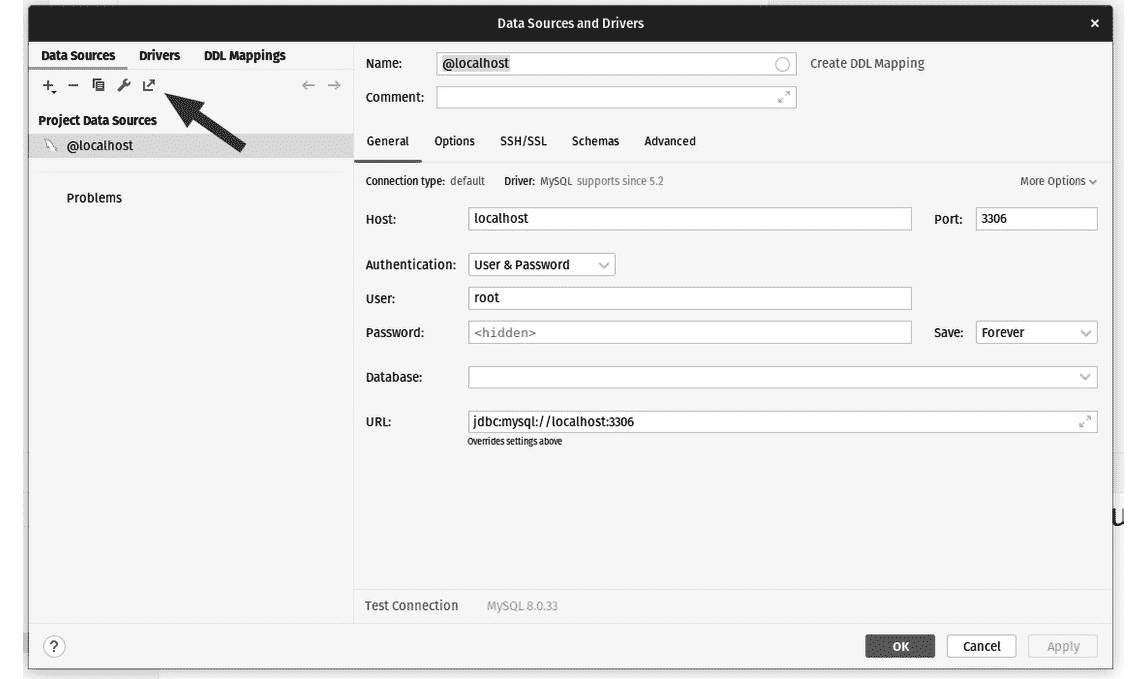 Data Sources and Drivers
Data Sources Drivers DDL Mappings
Project Data Sources
@localhost
Problems
Name: @localhost Create DDL Mapping
Comment:
General Options SSH/SSL Schemas Advanced
Connection type: default Driver: MySQL supports since 5.2 More Options
Host: localhost Port: 3306
Authentication: User & Password
User: root
Password: <hidden> Save: Forever
Database:
URL: jdbc:mysql://localhost:3306
Overrides settings above
Test Connection MySQL 8.0.33
? OK Cancel Apply